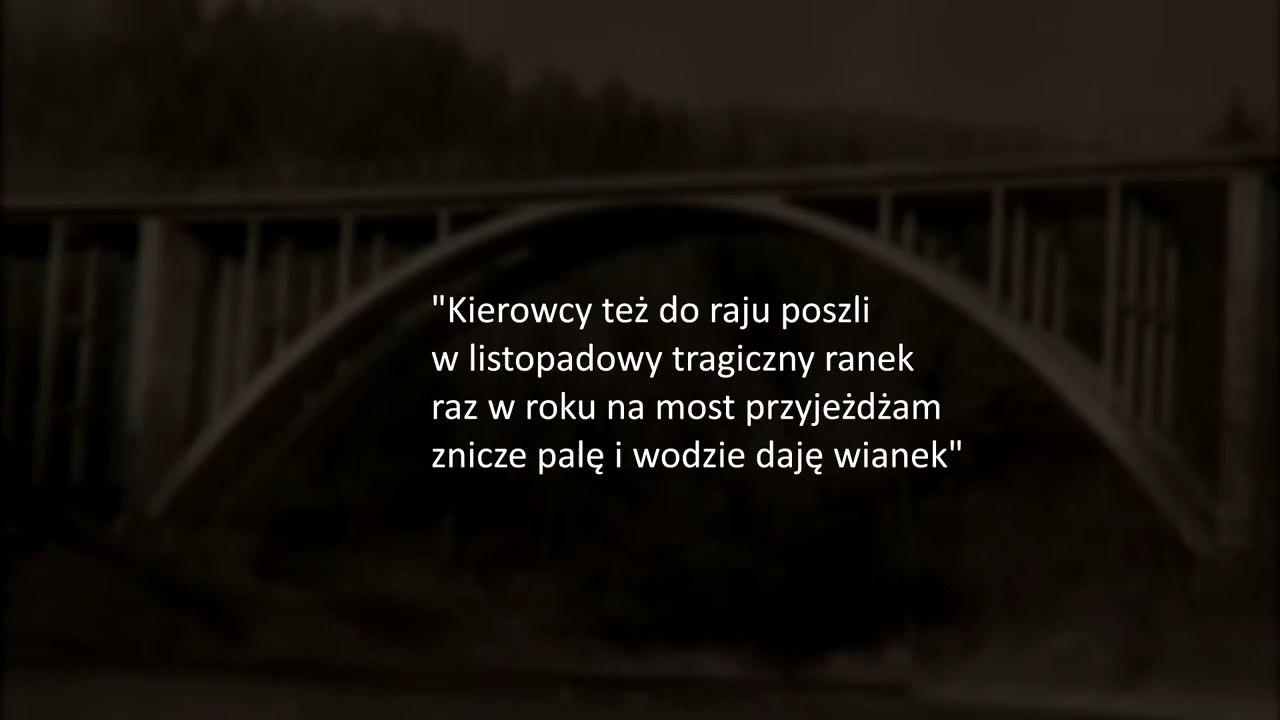 "Kierowcy też do raju poszli
w listopadowy tragiczny ranek
raz w roku na most przyjeżdżam
znicze palę i wodzie daję wianek"